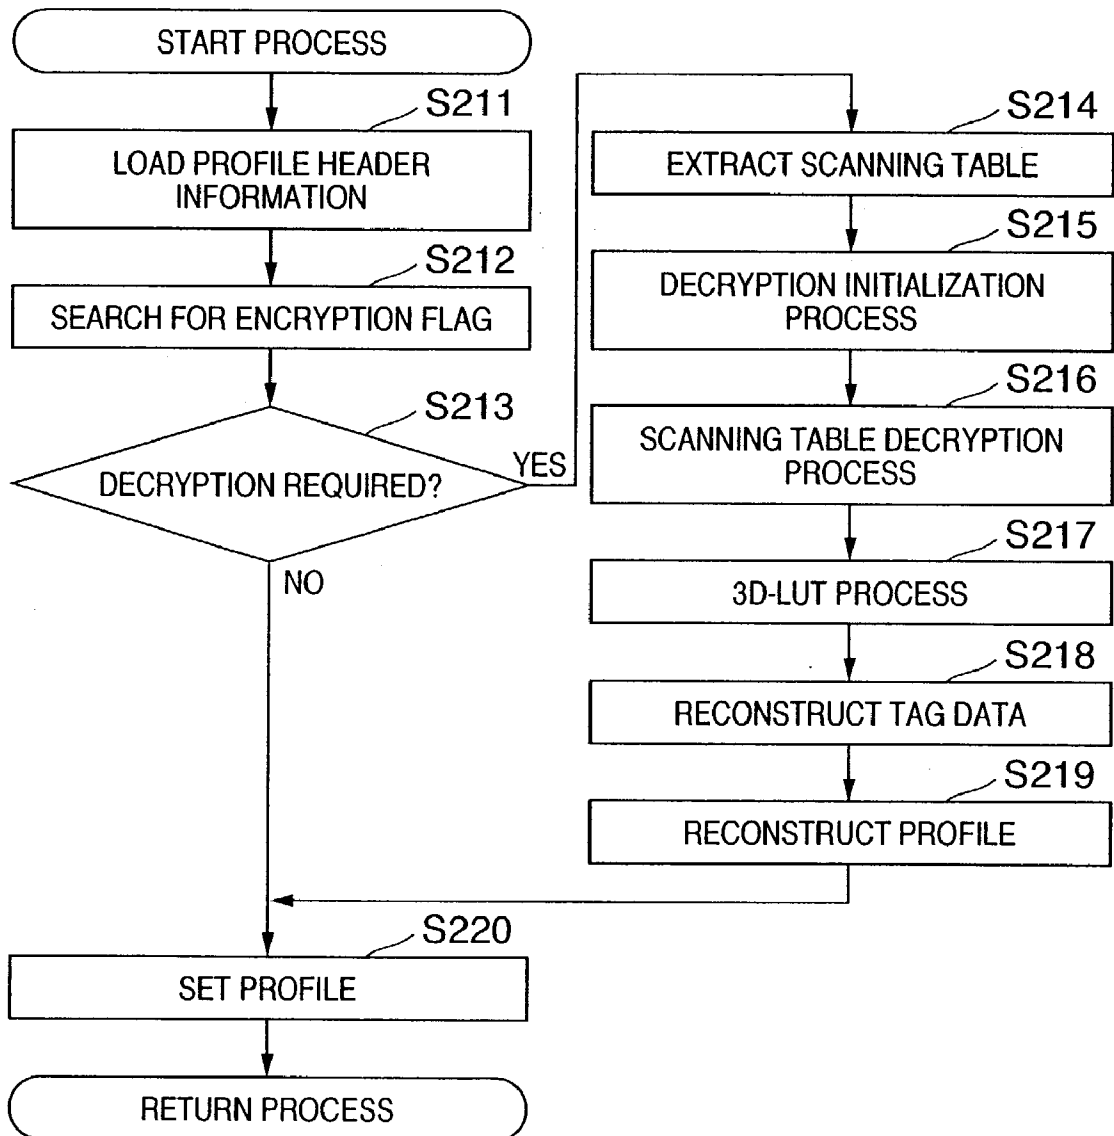 START PROCESS
S211
LOAD PROFILE HEADER
INFORMATION
S212
SEARCH FOR ENCRYPTION FLAG
S213
DECRYPTION REQUIRED?
YES
NO
S214
EXTRACT SCANNING TABLE
S215
DECRYPTION INITIALIZATION
PROCESS
S216
SCANNING TABLE DECRYPTION
PROCESS
S217
3D-LUT PROCESS
S218
RECONSTRUCT TAG DATA
S219
RECONSTRUCT PROFILE
S220
SET PROFILE
RETURN PROCESS